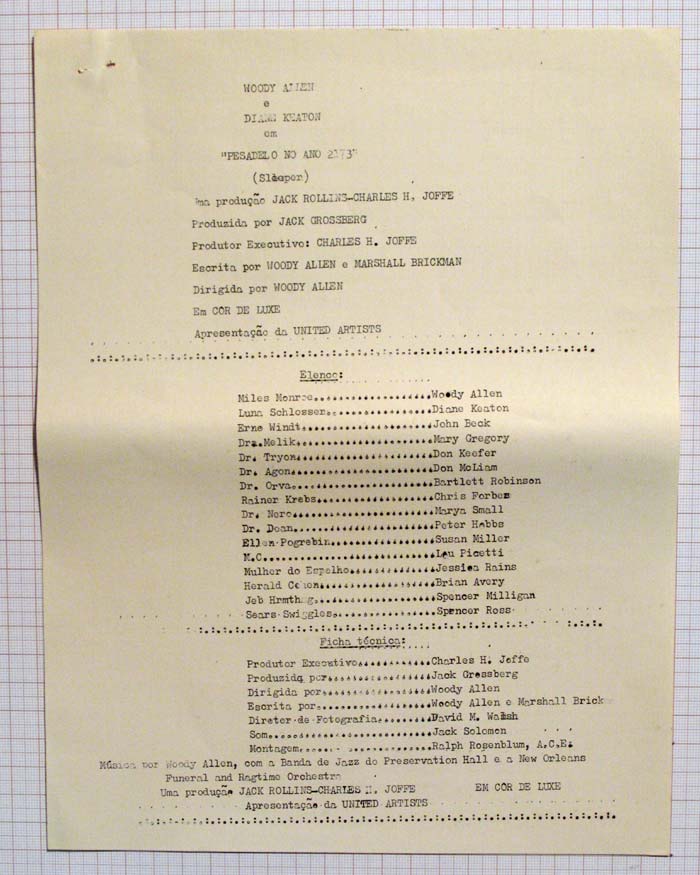 WOODY ALLEN
e
DIANE KEATON
em
"PESADELO NO ANO 2173"
(Sleeper)
Uma produção JACK ROLLINS-CHARLES H. JOFFE
Produzida por JACK GROSSBERG
Produtor Executivo: CHARLES H. JOFFE
Escrita por WOODY ALLEN e MARSHALL BRICKMAN
Dirigida por WOODY ALLEN
Em CÔR DE LUXE
Apresentação da UNITED ARTISTS
Elenco:
Miles Monroe....................Woody Allen
Luna Schlosser..................Diane Keaton
Erno Windt......................John Beck
Dra.Melik.......................Mary Gregory
Dr. Tryon.......................Don Keefer
Dr. Agon........................Don McLiam
Dr. Orva........................Bartlett Robinson
Rainer Krebs....................Chris Forbes
Dr. Nero........................Marya Small
Dr. Dean........................Peter Hobbs
Ellen Pogrebin..................Susan Miller
M.C.............................Lou Picetti
Mulher do Espelho...............Jessica Rains
Herald Cohen....................Brian Avery
Jeb Hrmthmg.....................Spencer Milligan
Sears Swiggles..................Spencer Ross
Ficha técnica:
Produtor Executivo............Charles H. Joffe
Produzida por.................Jack Grossberg
Dirigida por..................Woody Allen
Escrita por...................Woody Allen e Marshall Brick
Diretor de Fotografia.........David M. Walsh
Som...........................Jack Solomon
Montagem......................Ralph Rosenblum, A.C.E.
Música por Woody Allen, com a Banda de Jazz do Preservation Hall e a New Orleans
Funeral and Ragtime Orchestra
Uma produção JACK ROLLINS-CHARLES H. JOFFE EM CÔR DE LUXE
Apresentação da UNITED ARTISTS